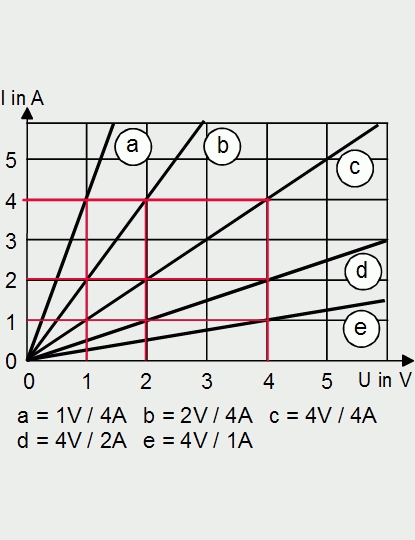 I in A
a
b
c
5
4
3
d
2
1
e
0
0 1 2 3 4 5 U in V
a = 1V / 4A b = 2V / 4A c = 4V / 4A
d = 4V / 2A e = 4V / 1A